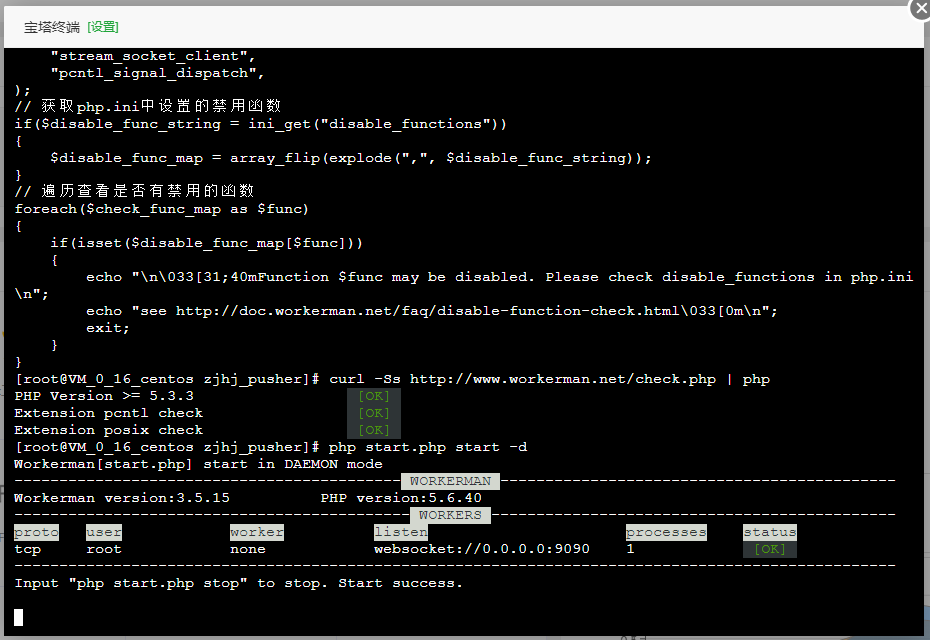 宝塔终端 [设置]
"stream_socket_client",
"pcntl_signal_dispatch",
);
// 获取php.ini中设置的禁用函数
if($disable_func_string = ini_get("disable_functions"))
{
$disable_func_map = array_flip(explode(",", $disable_func_string));
}
// 遍历查看是否有禁用的函数
foreach($check_func_map as $func)
{
if(isset($disable_func_map[$func]))
{
echo "\n\033[31;40mFunction $func may be disabled. Please check disable_functions in php.ini
\n";
echo "see http://doc.workerman.net/faq/disable-function-check.html\033[0m\n";
exit;
}
}
[root@VM_0_16_centos zjhj_pusher]# curl -Ss http://www.workerman.net/check.php | php
PHP Version >= 5.3.3 [OK]
Extension pcntl check [OK]
Extension posix check [OK]
[root@VM_0_16_centos zjhj_pusher]# php start.php start -d
Workerman[start.php] start in DAEMON mode
------------------------------------------- WORKERMAN --------------------------------------------
Workerman version:3.5.15 PHP version:5.6.40
-------------------------------------------- WORKERS ---------------------------------------------
proto user worker listen processes status
tcp root none websocket://0.0.0.0:9090 1 [OK]
--------------------------------------------------------------------------------------------------
Input "php start.php stop" to stop. Start success.